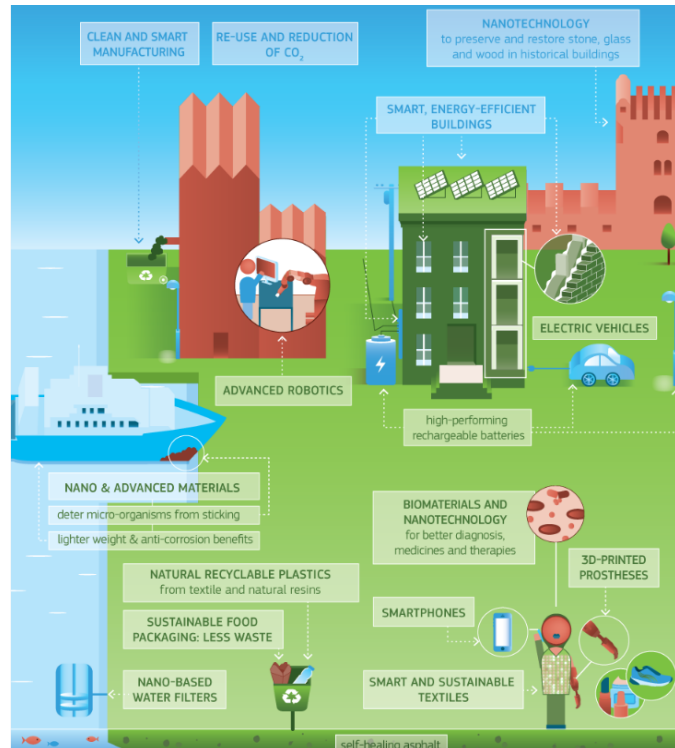 CLEAN AND SMART
MANUFACTURING
RE-USE AND REDUCTION
OF CO₂
NANOTECHNOLOGY
to preserve and restore stone, glass
and wood in historical buildings
SMART, ENERGY-EFFICIENT
BUILDINGS
ELECTRIC VEHICLES
ADVANCED ROBOTICS
high-performing
rechargeable batteries
NANO & ADVANCED MATERIALS
deter micro-organisms from sticking
lighter weight & anti-corrosion benefits
BIOMATERIALS AND
NANOTECHNOLOGY
for better diagnosis,
medicines and therapies
NATURAL RECYCLABLE PLASTICS
from textile and natural resins
3D-PRINTED
PROSTHESES
SUSTAINABLE FOOD
PACKAGING: LESS WASTE
SMARTPHONES
NANO-BASED
WATER FILTERS
SMART AND SUSTAINABLE
TEXTILES
self-healing asphalt